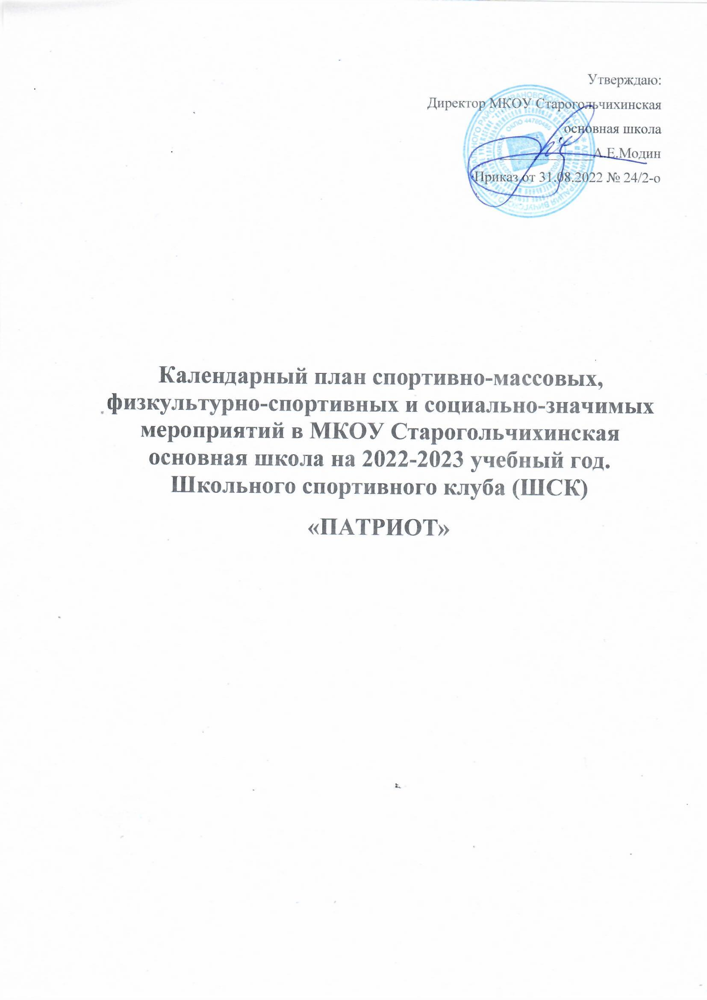 Утверждаю:
Директор МКОУ Старогольчихинская
основная школа
А.Е.Модин
Приказ от 31.08.2022 № 24/2-о
ОКПО 44760485
Календарный план спортивно-массовых,
физкультурно-спортивных и социально-значимых
мероприятий в МКОУ Старогольчихинская
основная школа на 2022-2023 учебный год.
Школьного спортивного клуба (ШСК)
«ПАТРИОТ»